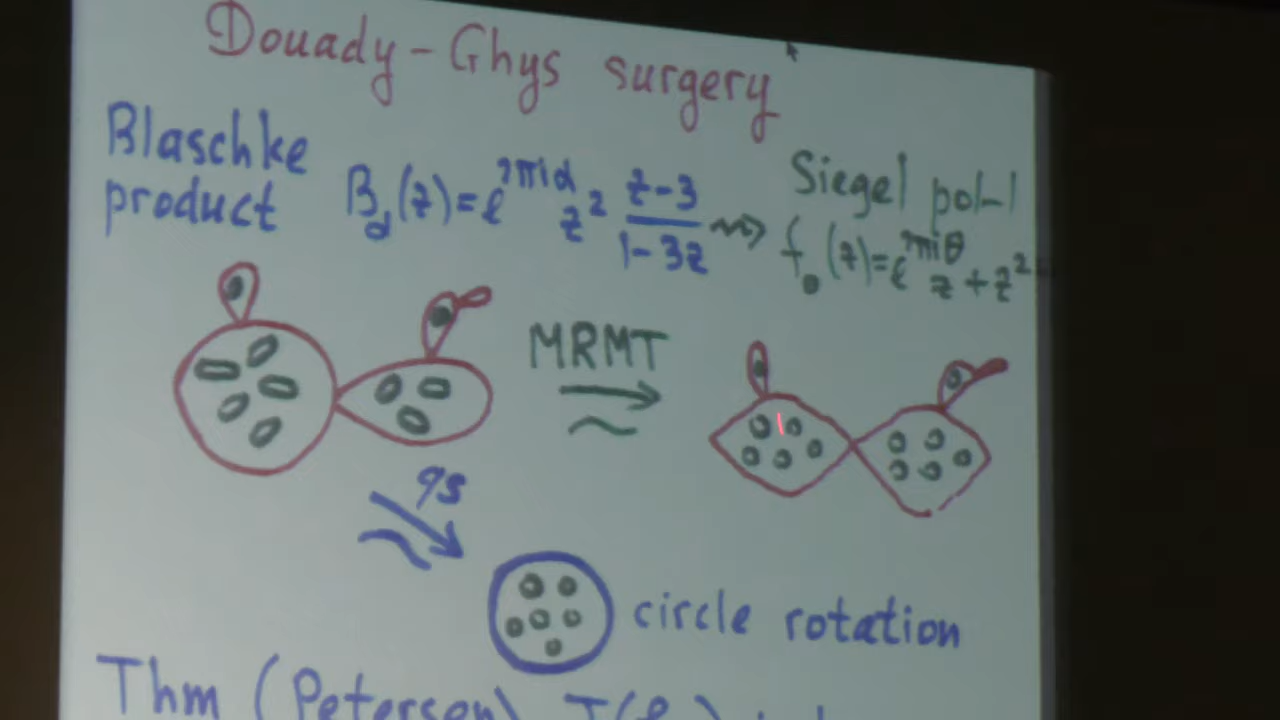 Douady-Ghys surgery
Blaschke product B_α(z) = e^{2πiα} z² (z-3)/(1-3z) ⇝
Siegel pol-l
f_θ(z) = e^{2πiθ} z + z²
MRMT
qs
circle rotation
Thm (Petersen)